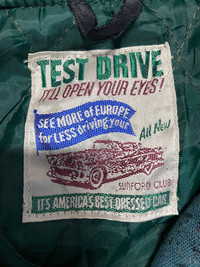 TEST DRIVE
IT'LL OPEN YOUR EYES!
SEE MORE of EUROPE
for LESS driving your
All New
SUNFORD CLUB
IT'S AMERICA'S BEST DRESSED CAR